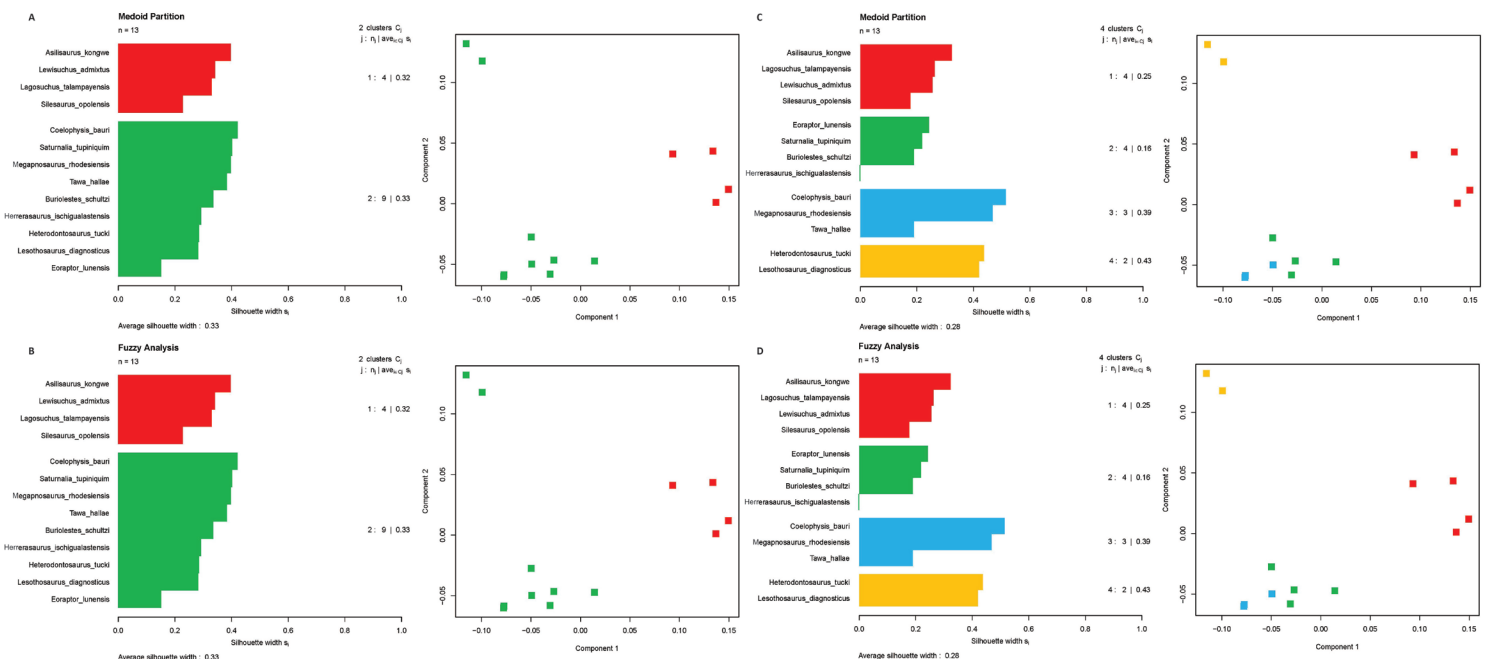 A
Medoid Partition
n = 13
2 clusters Cj
j : nj | avei∈Cj si
Asilisaurus_kongwe
Lewisuchus_admixtus
1 : 4 | 0.32
Lagosuchus_talampayensis
Silesaurus_opolensis
Coelophysis_bauri
Saturnalia_tupiniquim
Megapnosaurus_rhodesiensis
Tawa_hallae
Buriolestes_schultzi
2 : 9 | 0.33
Herrerasaurus_ischigualastensis
Heterodontosaurus_tucki
Lesothosaurus_diagnosticus
Eoraptor_lunensis
0.0 0.2 0.4 0.6 0.8 1.0
Silhouette width si
Average silhouette width : 0.33
Component 2
0.10
0.05
0.00
−0.05
−0.10 −0.05 0.00 0.05 0.10 0.15
Component 1
B
Fuzzy Analysis
n = 13
2 clusters Cj
j : nj | avei∈Cj si
Asilisaurus_kongwe
Lewisuchus_admixtus
1 : 4 | 0.32
Lagosuchus_talampayensis
Silesaurus_opolensis
Coelophysis_bauri
Saturnalia_tupiniquim
Megapnosaurus_rhodesiensis
Tawa_hallae
Buriolestes_schultzi
2 : 9 | 0.33
Herrerasaurus_ischigualastensis
Heterodontosaurus_tucki
Lesothosaurus_diagnosticus
Eoraptor_lunensis
0.0 0.2 0.4 0.6 0.8 1.0
Silhouette width si
Average silhouette width : 0.33
Component 2
0.10
0.05
0.00
−0.05
−0.10 −0.05 0.00 0.05 0.10 0.15
Component 1
C
Medoid Partition
n = 13
4 clusters Cj
j : nj | avei∈Cj si
Asilisaurus_kongwe
Lagosuchus_talampayensis
1 : 4 | 0.25
Lewisuchus_admixtus
Silesaurus_opolensis
Eoraptor_lunensis
Saturnalia_tupiniquim
2 : 4 | 0.16
Buriolestes_schultzi
Herrerasaurus_ischigualastensis
Coelophysis_bauri
Megapnosaurus_rhodesiensis
3 : 3 | 0.39
Tawa_hallae
Heterodontosaurus_tucki
4 : 2 | 0.43
Lesothosaurus_diagnosticus
0.0 0.2 0.4 0.6 0.8 1.0
Silhouette width si
Average silhouette width : 0.28
Component 2
0.10
0.05
0.00
−0.05
−0.10 −0.05 0.00 0.05 0.10 0.15
Component 1
D
Fuzzy Analysis
n = 13
4 clusters Cj
j : nj | avei∈Cj si
Asilisaurus_kongwe
Lagosuchus_talampayensis
1 : 4 | 0.25
Lewisuchus_admixtus
Silesaurus_opolensis
Eoraptor_lunensis
Saturnalia_tupiniquim
2 : 4 | 0.16
Buriolestes_schultzi
Herrerasaurus_ischigualastensis
Coelophysis_bauri
Megapnosaurus_rhodesiensis
3 : 3 | 0.39
Tawa_hallae
Heterodontosaurus_tucki
4 : 2 | 0.43
Lesothosaurus_diagnosticus
0.0 0.2 0.4 0.6 0.8 1.0
Silhouette width si
Average silhouette width : 0.28
Component 2
0.10
0.05
0.00
−0.05
−0.10 −0.05 0.00 0.05 0.10 0.15
Component 1